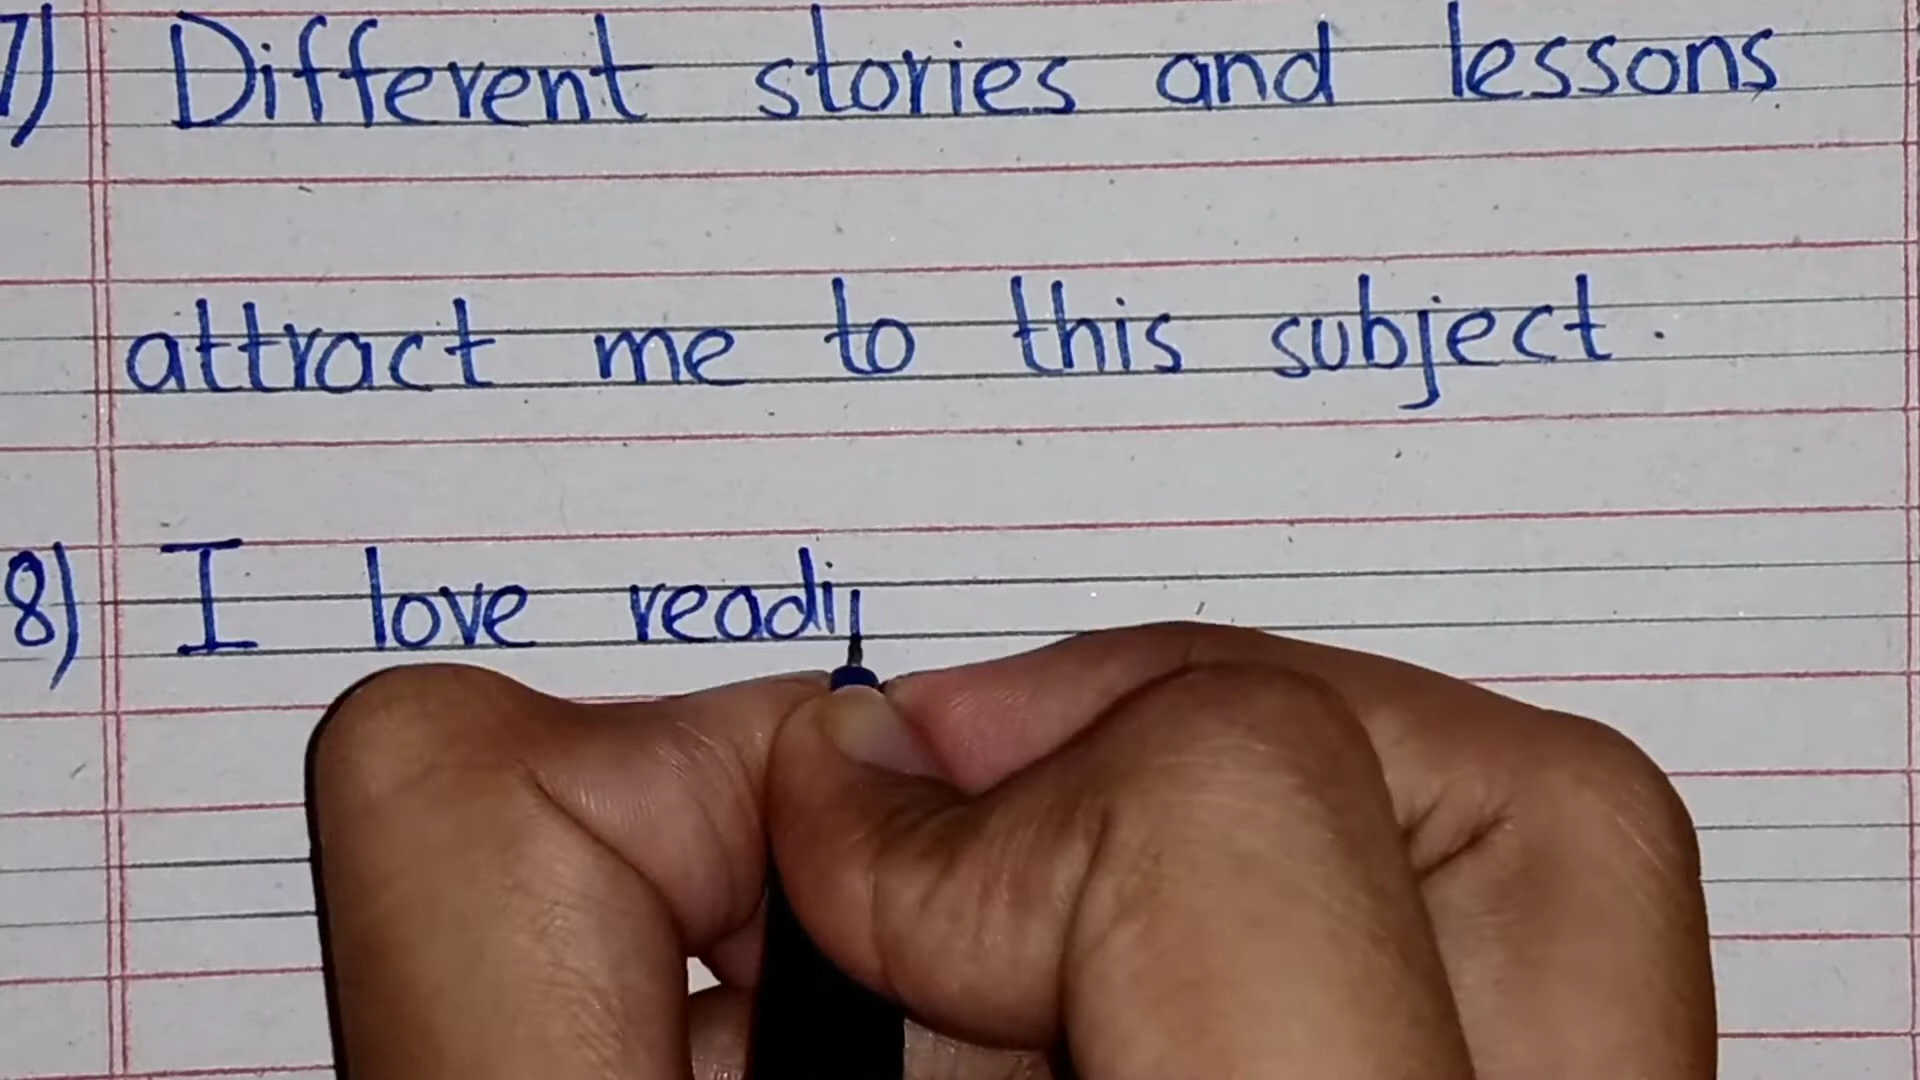 7) Different stories and lessons
attract me to this subject.
8) I love readi